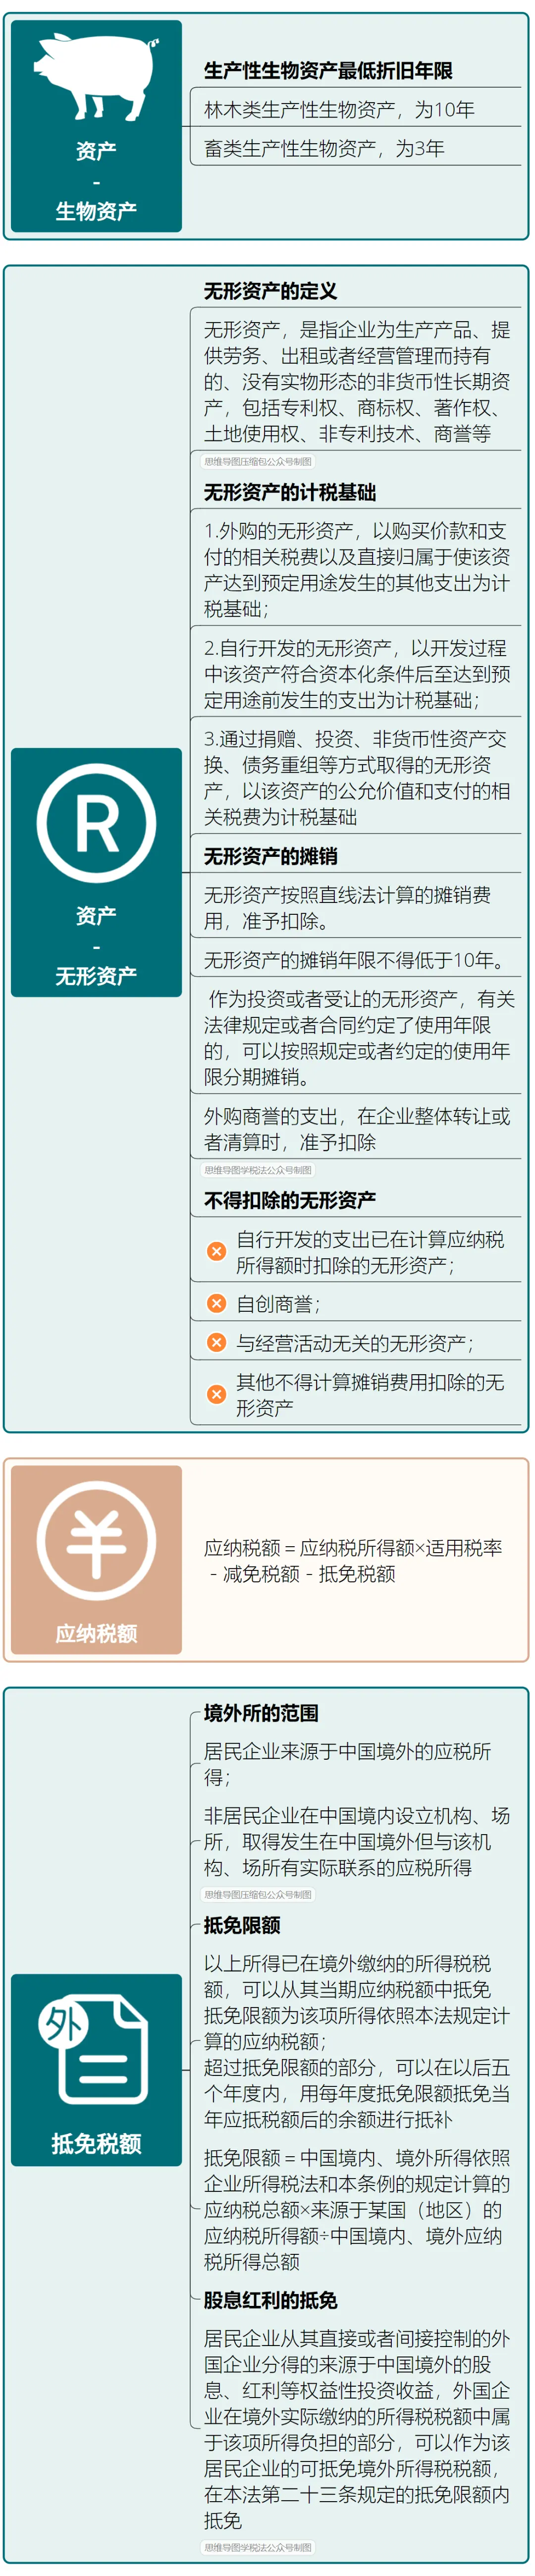 资产
-
生物资产
生产性生物资产最低折旧年限
林木类生产性生物资产，为10年
畜类生产性生物资产，为3年
R
资产
-
无形资产
无形资产的定义
无形资产，是指企业为生产产品、提
供劳务、出租或者经营管理而持有
的、没有实物形态的非货币性长期资
产，包括专利权、商标权、著作权、
土地使用权、非专利技术、商誉等
思维导图压缩包公众号制图
无形资产的计税基础
1.外购的无形资产，以购买价款和支
付的相关税费以及直接归属于使该资
产达到预定用途发生的其他支出为计
税基础；
2.自行开发的无形资产，以开发过程
中该资产符合资本化条件后至达到预
定用途前发生的支出为计税基础；
3.通过捐赠、投资、非货币性资产交
换、债务重组等方式取得的无形资
产，以该资产的公允价值和支付的相
关税费为计税基础
无形资产的摊销
无形资产按照直线法计算的摊销费
用，准予扣除。
无形资产的摊销年限不得低于10年。
作为投资或者受让的无形资产，有关
法律规定或者合同约定了使用年限
的，可以按照规定或者约定的使用年
限分期摊销。
外购商誉的支出，在企业整体转让或
者清算时，准予扣除
思维导图学税法公众号制图
不得扣除的无形资产
自行开发的支出已在计算应纳税
所得额时扣除的无形资产；
自创商誉；
与经营活动无关的无形资产；
其他不得计算摊销费用扣除的无
形资产
¥
应纳税额
应纳税额 = 应纳税所得额×适用税率
- 减免税额 - 抵免税额
外
抵免税额
境外所的范围
居民企业来源于中国境外的应税所
得；
非居民企业在中国境内设立机构、场
所，取得发生在中国境外但与该机
构、场所有实际联系的应税所得
思维导图压缩包公众号制图
抵免限额
以上所得已在境外缴纳的所得税税
额，可以从其当期应纳税额中抵免
抵免限额为该项所得依照本法规定计
算的应纳税额；
超过抵免限额的部分，可以在以后五
个年度内，用每年度抵免限额抵免当
年应抵税额后的余额进行抵补
抵免限额 = 中国境内、境外所得依照
企业所得税法和本条例的规定计算的
应纳税总额×来源于某国（地区）的
应纳税所得额÷中国境内、境外应纳
税所得总额
股息红利的抵免
居民企业从其直接或者间接控制的外
国企业分得的来源于中国境外的股
息、红利等权益性投资收益，外国企
业在境外实际缴纳的所得税税额中属
于该项所得负担的部分，可以作为该
居民企业的可抵免境外所得税税额，
在本法第二十三条规定的抵免限额内
抵免
思维导图学税法公众号制图